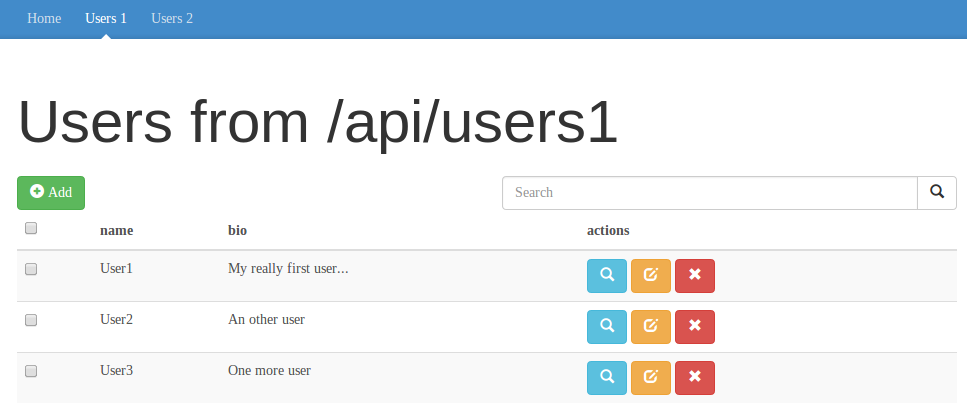 Home Users 1 Users 2
Users from /api/users1
Add Search
name bio actions
User1 My really first user...
User2 An other user
User3 One more user